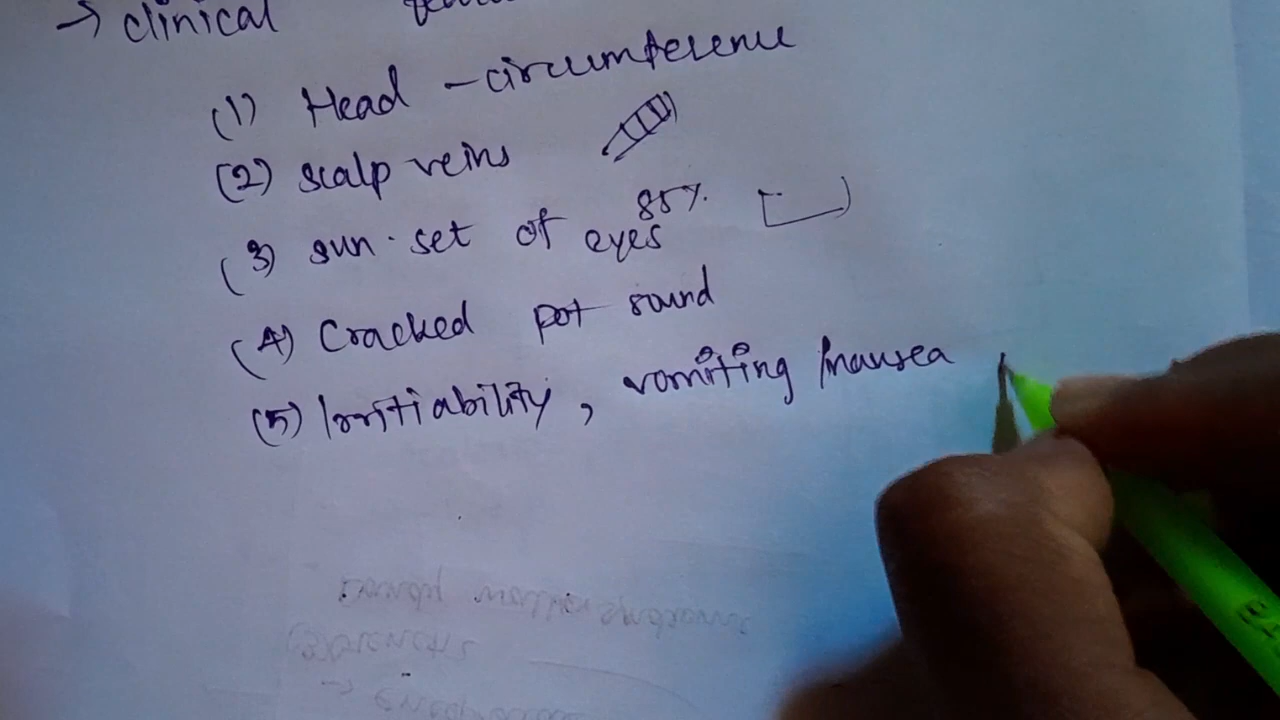 → clinical
(1) Head - circumference
(2) scalp veins
(3) sun-set of eyes 85%
(4) Cracked pot sound
(5) Irritiability, vomiting /nausea